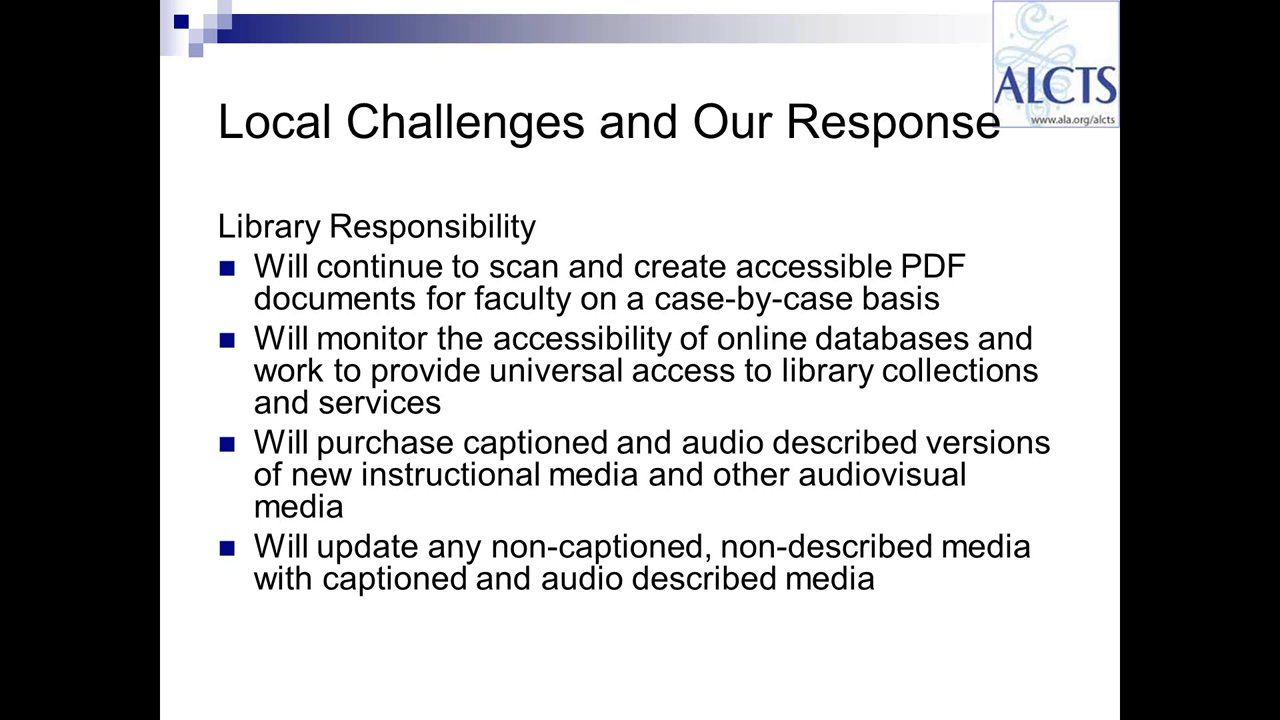 ALCTS
www.ala.org/alcts
Local Challenges and Our Response
Library Responsibility
Will continue to scan and create accessible PDF
documents for faculty on a case-by-case basis
Will monitor the accessibility of online databases and
work to provide universal access to library collections
and services
Will purchase captioned and audio described versions
of new instructional media and other audiovisual
media
Will update any non-captioned, non-described media
with captioned and audio described media